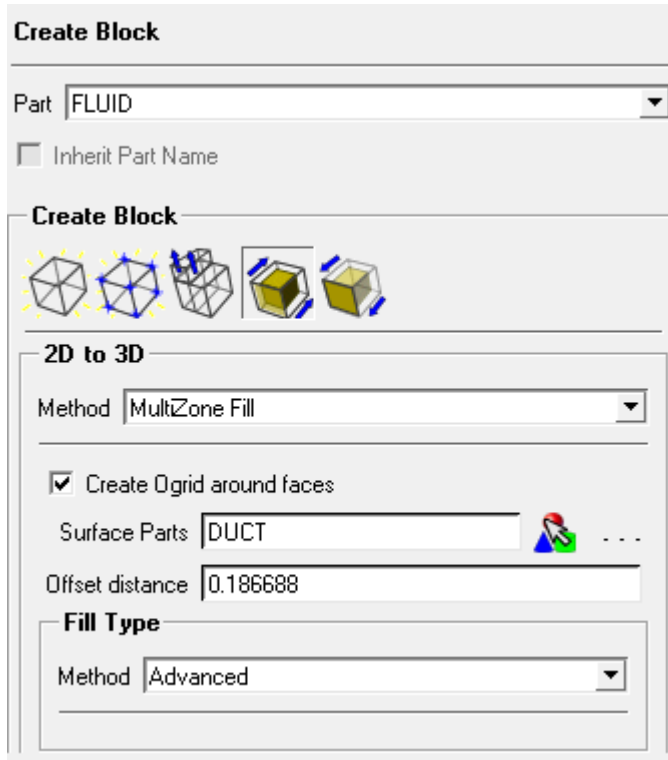 Create Block
Part FLUID
Inherit Part Name
Create Block
2D to 3D
Method MultiZone Fill
Create Ogrid around faces
Surface Parts DUCT ...
Offset distance 0.186688
Fill Type
Method Advanced